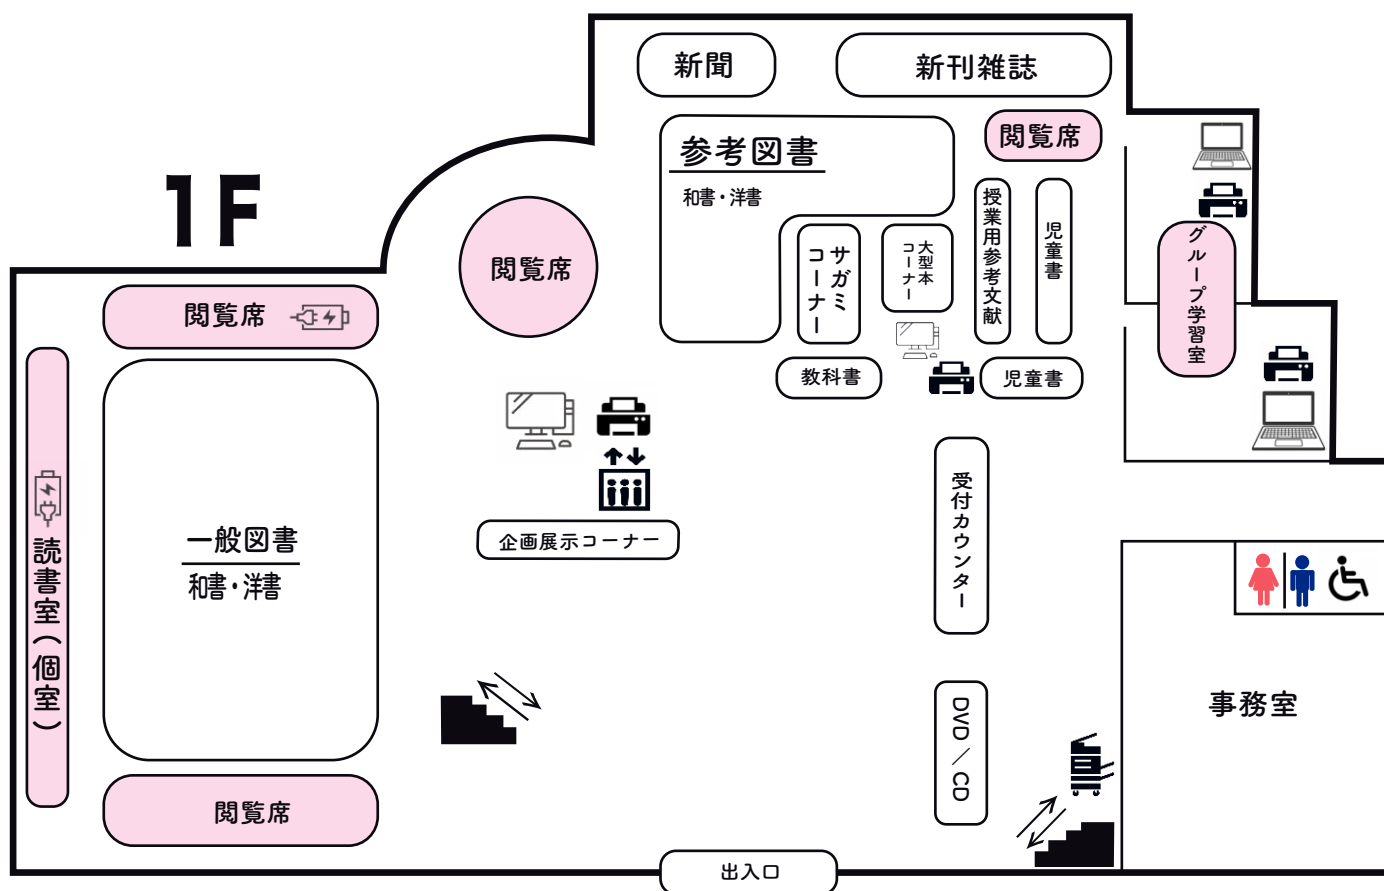 新聞
新刊雑誌
1F
参考図書
和書・洋書
閲覧席
閲覧席
閲覧席
サガミ
コーナー
大型本
コーナー
授業用参考文献
児童書
グループ学習室
教科書
児童書
読書室(個室)
一般図書
和書・洋書
企画展示コーナー
受付カウンター
DVD/CD
事務室
閲覧席
出入口